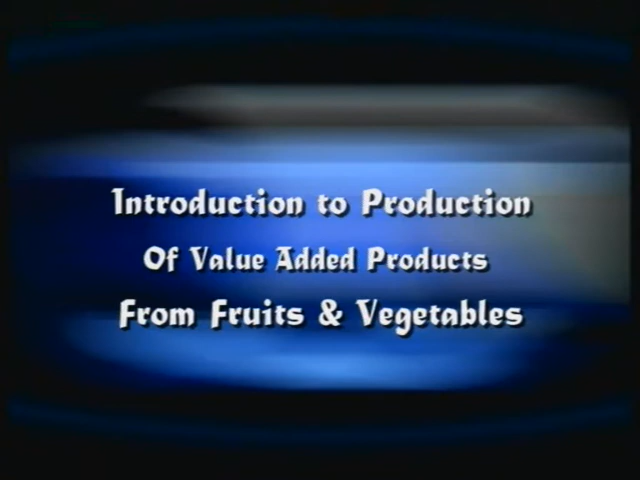 Introduction to Production
Of Value Added Products
From Fruits & Vegetables